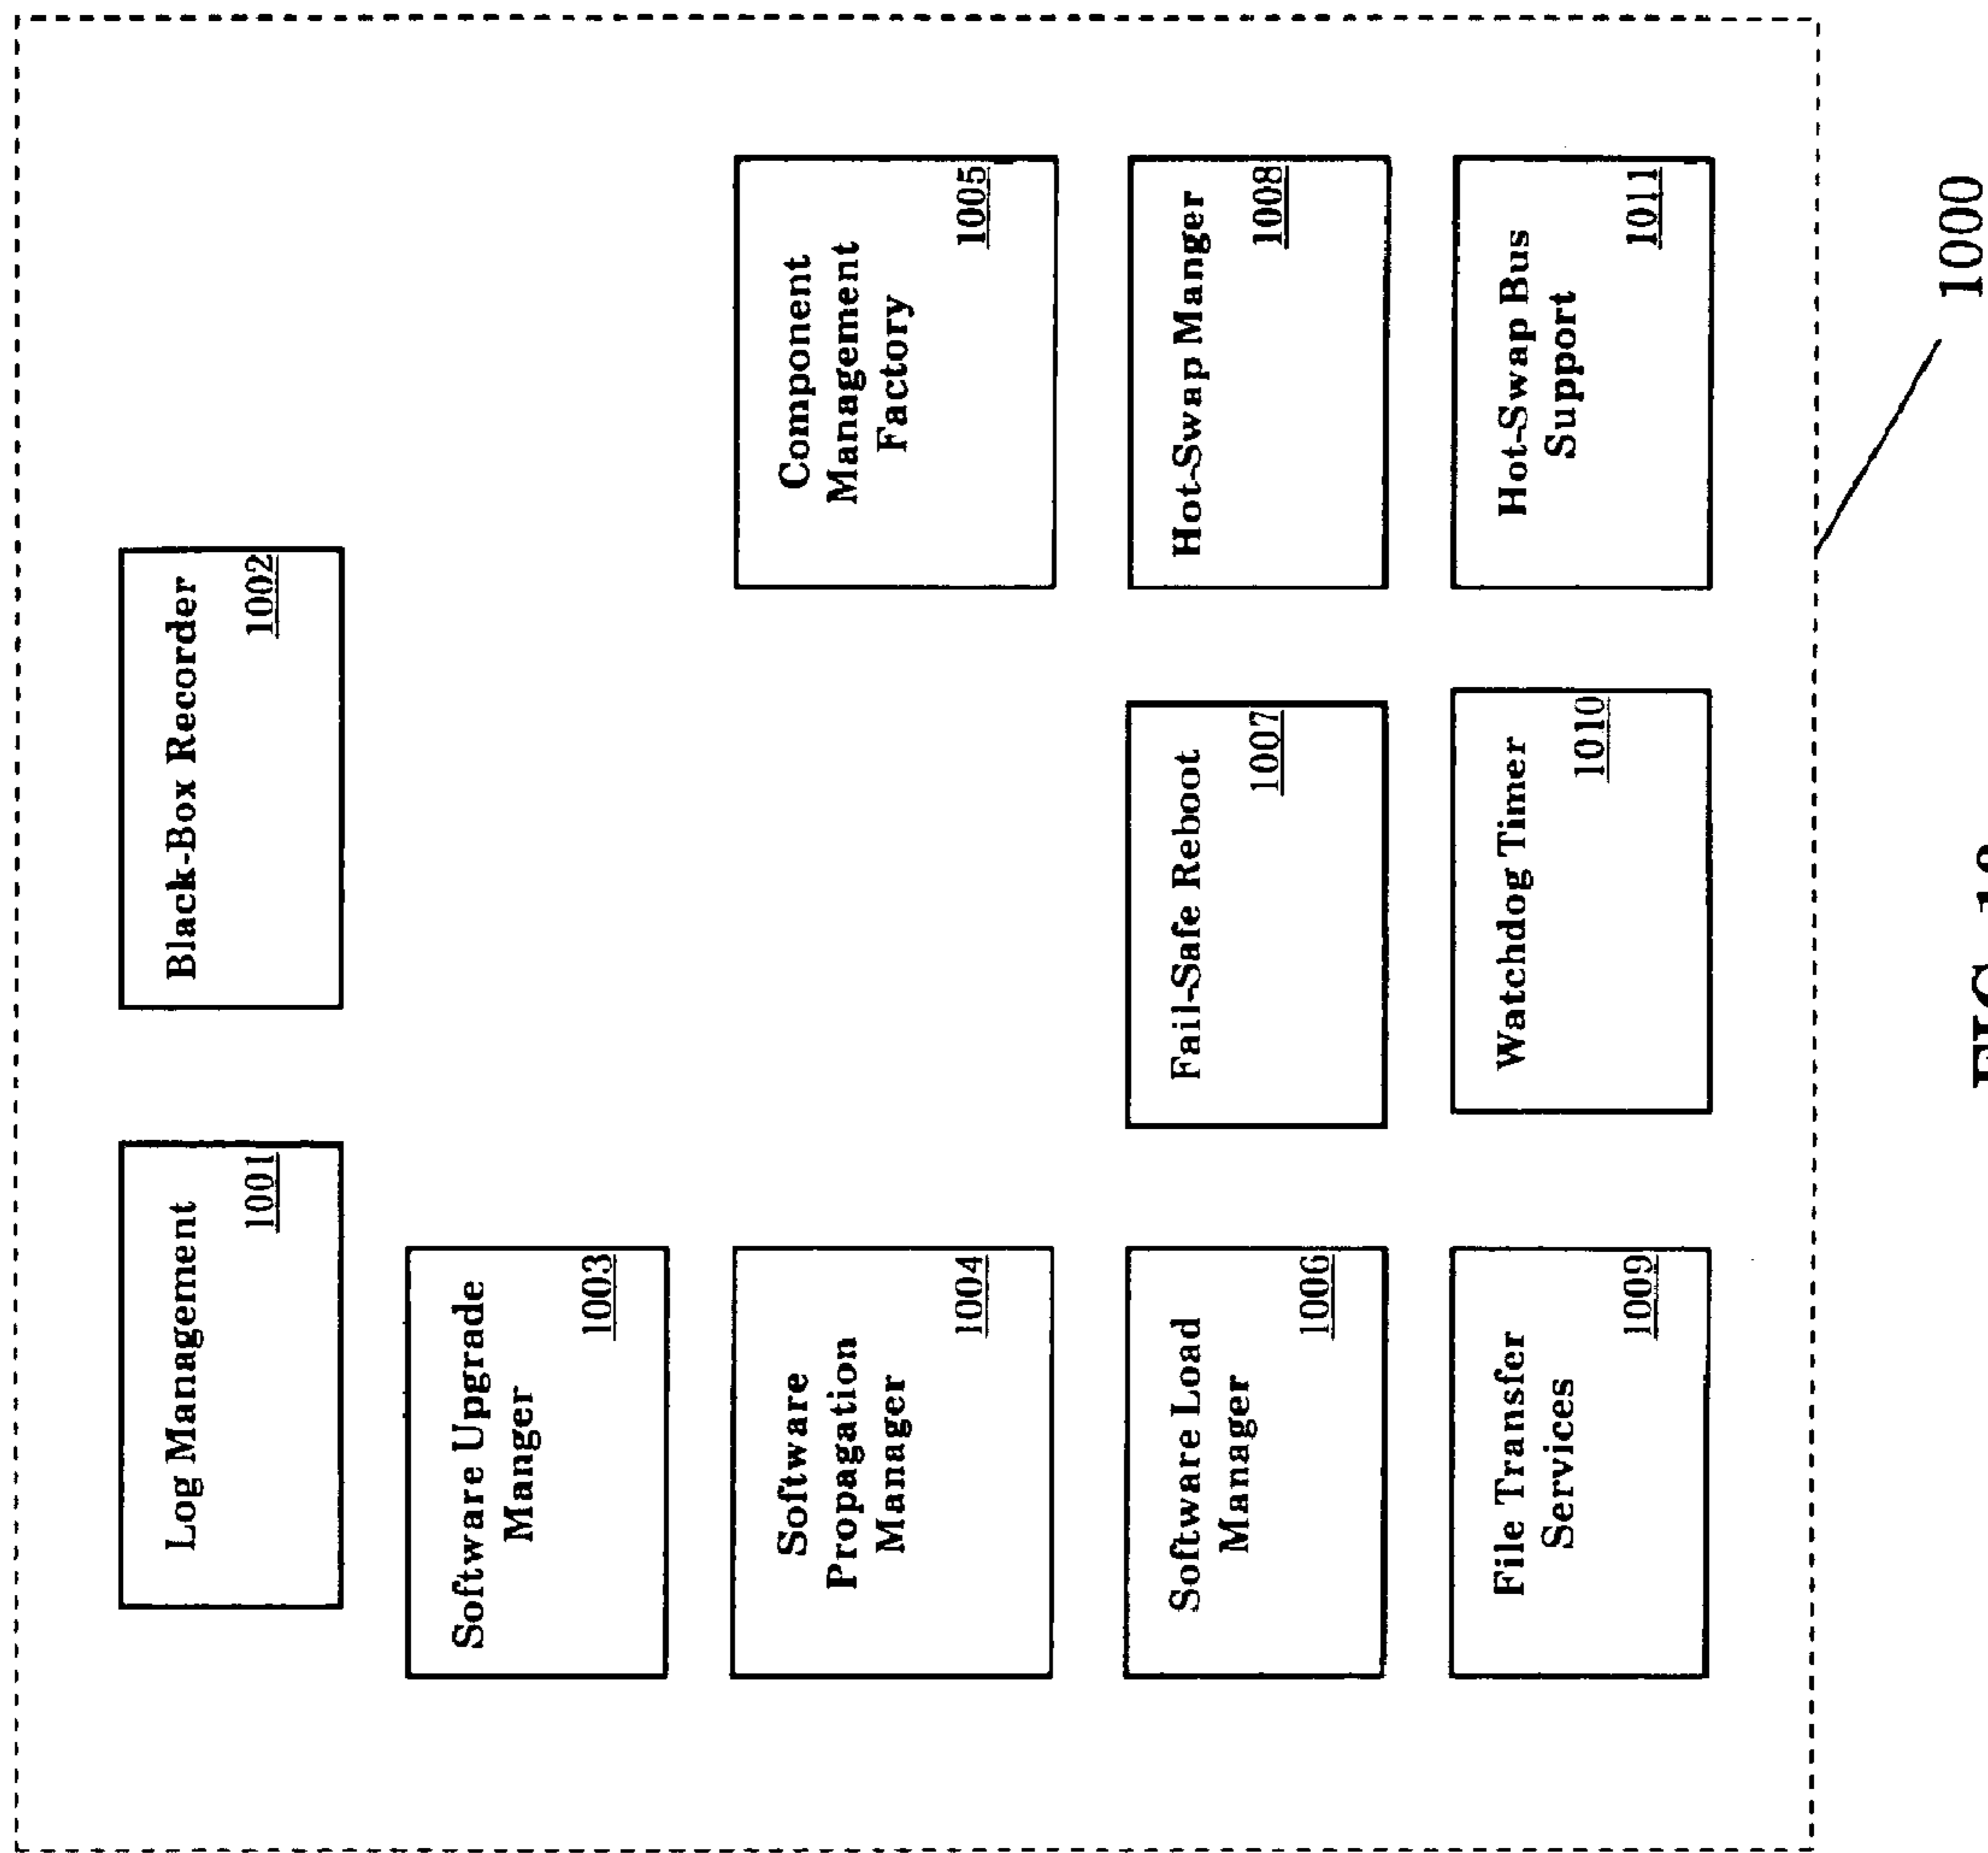 Log Management
1001
Black-Box Recorder
1002
Software Upgrade
Manger
1003
Software
Propagation
Manager
1004
Component
Management
Factory
1005
Software Load
Manager
1006
Fail-Safe Reboot
1007
Hot-Swap Manger
1008
File Transfer
Services
1009
Watchdog Timer
1010
Hot-Swap Bus
Support
1011
1000
FIG.